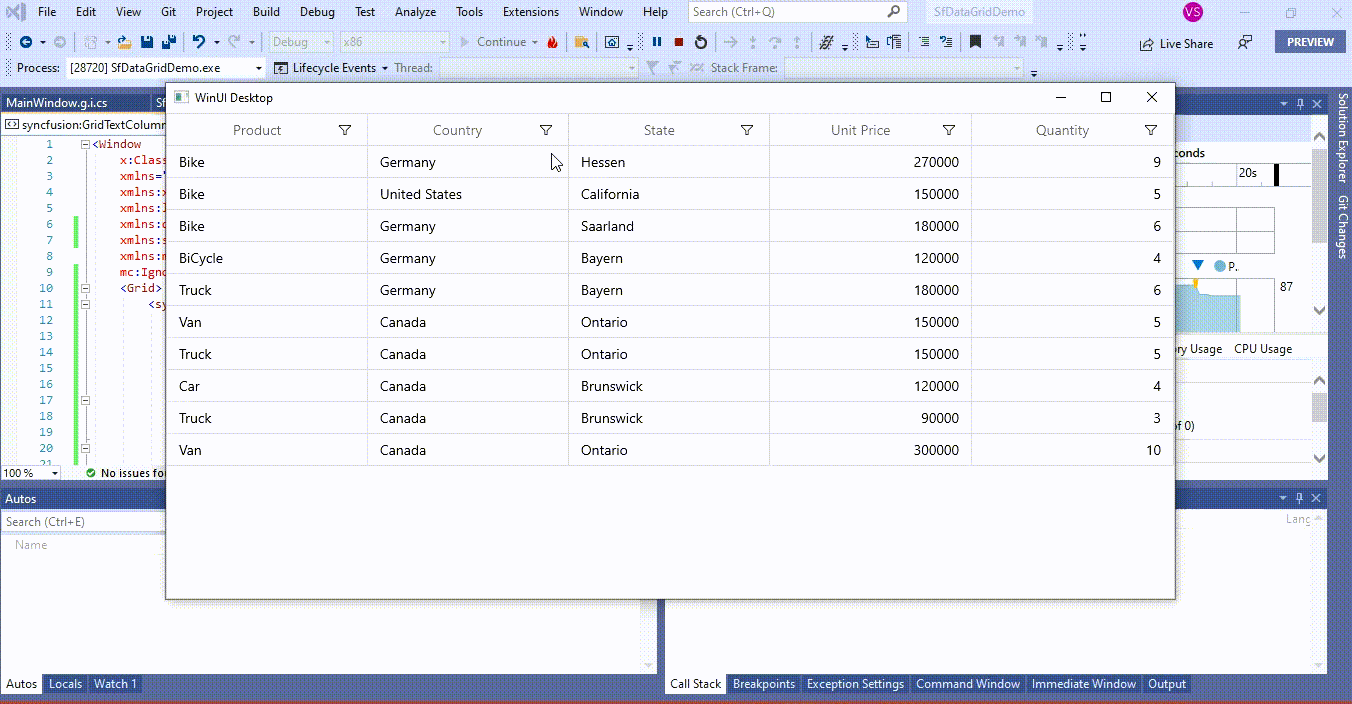 File Edit View Git Project Build Debug Test Analyze Tools Extensions Window Help Search (Ctrl+Q) SfDataGridDemo VS
Debug x86 Continue Live Share PREVIEW
Process: [28720] SfDataGridDemo.exe Lifecycle Events Thread: Stack Frame:
MainWindow.g.i.cs
syncfusion:GridTextColumn
WinUI Desktop
Product Country State Unit Price Quantity
Bike Germany Hessen 270000 9
Bike United States California 150000 5
Bike Germany Saarland 180000 6
BiCycle Germany Bayern 120000 4
Truck Germany Bayern 180000 6
Van Canada Ontario 150000 5
Truck Canada Ontario 150000 5
Car Canada Brunswick 120000 4
Truck Canada Brunswick 90000 3
Van Canada Ontario 300000 10
1 <Window
2 x:Clas
3 xmlns="
4 xmlns:x
5 xmlns:
6 xmlns:
7 xmlns:s
8 xmlns:
9 mc:Igno
10 <Grid>
11 <sy
12
13
14
15
16
17
18
19
20
21
100 % No issues fo
conds
20s
P..
87
ry Usage CPU Usage
of 0)
Solution Explorer
Git Changes
Autos
Search (Ctrl+E)
Name
Lang
Autos Locals Watch 1
Call Stack Breakpoints Exception Settings Command Window Immediate Window Output